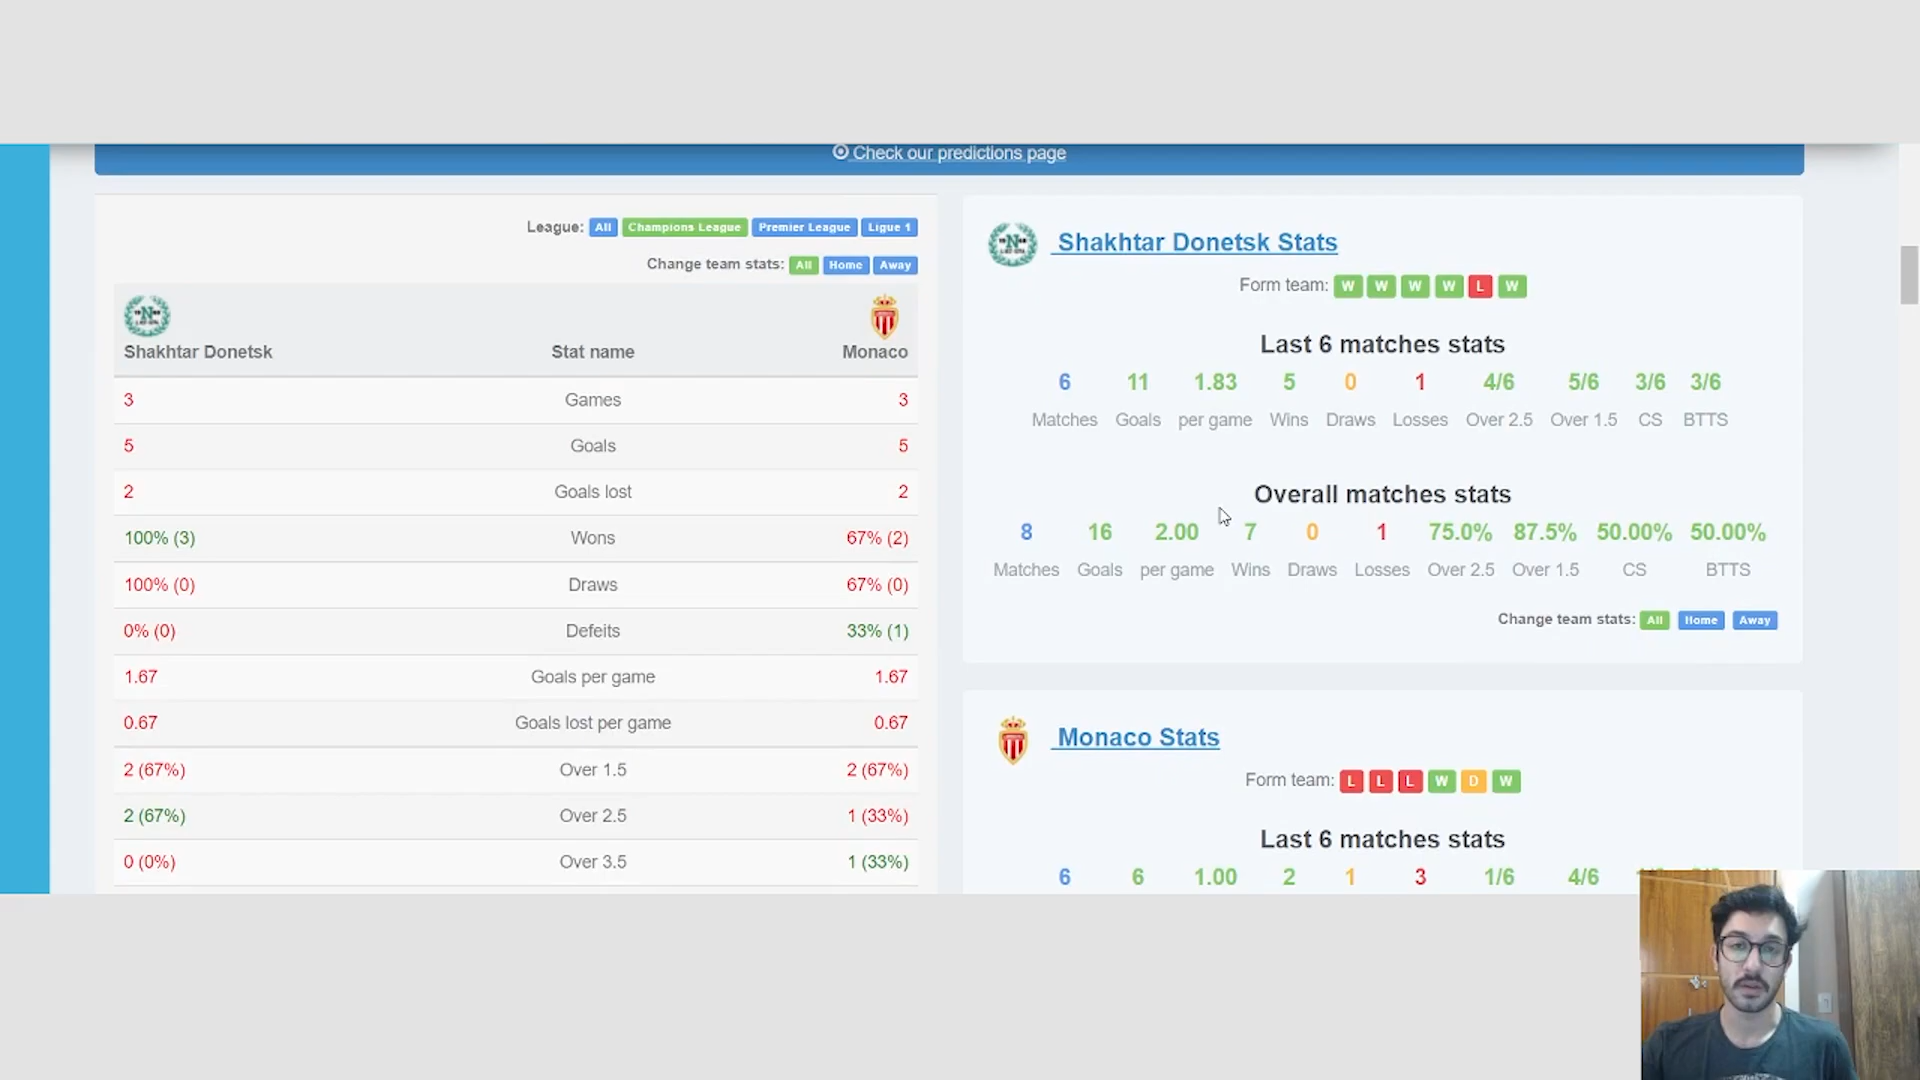 Check our predictions page
League: All Champions League Premier League Ligue 1
Change team stats: All Home Away
Shakhtar Donetsk Stat name Monaco
3 Games 3
5 Goals 5
2 Goals lost 2
100% (3) Wons 67% (2)
100% (0) Draws 67% (0)
0% (0) Defeits 33% (1)
1.67 Goals per game 1.67
0.67 Goals lost per game 0.67
2 (67%) Over 1.5 2 (67%)
2 (67%) Over 2.5 1 (33%)
0 (0%) Over 3.5 1 (33%)
Shakhtar Donetsk Stats
Form team: W W W W L W
Last 6 matches stats
6 11 1.83 5 0 1 4/6 5/6 3/6 3/6
Matches Goals per game Wins Draws Losses Over 2.5 Over 1.5 CS BTTS
Overall matches stats
8 16 2.00 7 0 1 75.0% 87.5% 50.00% 50.00%
Matches Goals per game Wins Draws Losses Over 2.5 Over 1.5 CS BTTS
Change team stats: All Home Away
Monaco Stats
Form team: L L L W D W
Last 6 matches stats
6 6 1.00 2 1 3 1/6 4/6